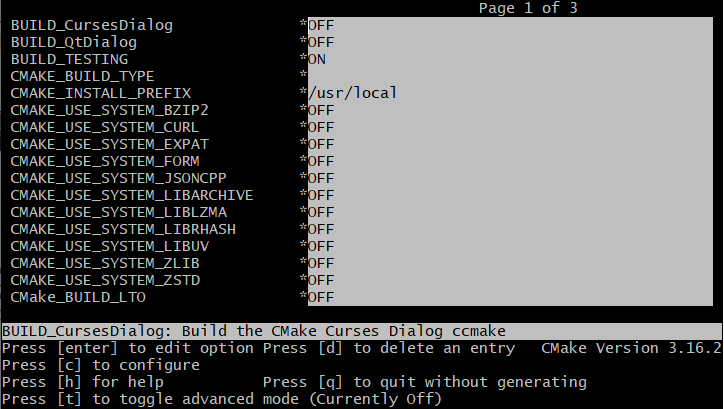 Page 1 of 3
BUILD_CursesDialog *OFF
BUILD_QtDialog *OFF
BUILD_TESTING *ON
CMAKE_BUILD_TYPE *
CMAKE_INSTALL_PREFIX */usr/local
CMAKE_USE_SYSTEM_BZIP2 *OFF
CMAKE_USE_SYSTEM_CURL *OFF
CMAKE_USE_SYSTEM_EXPAT *OFF
CMAKE_USE_SYSTEM_FORM *OFF
CMAKE_USE_SYSTEM_JSONCPP *OFF
CMAKE_USE_SYSTEM_LIBARCHIVE *OFF
CMAKE_USE_SYSTEM_LIBLZMA *OFF
CMAKE_USE_SYSTEM_LIBRHASH *OFF
CMAKE_USE_SYSTEM_LIBUV *OFF
CMAKE_USE_SYSTEM_ZLIB *OFF
CMAKE_USE_SYSTEM_ZSTD *OFF
CMake_BUILD_LTO *OFF
BUILD_CursesDialog: Build the CMake Curses Dialog ccmake
Press [enter] to edit option Press [d] to delete an entry CMake Version 3.16.2
Press [c] to configure
Press [h] for help Press [q] to quit without generating
Press [t] to toggle advanced mode (Currently Off)